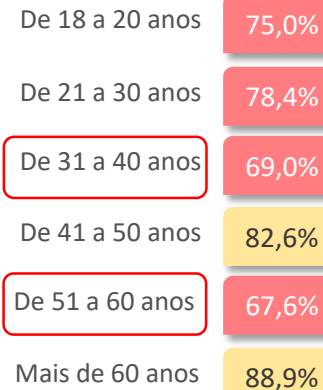 De 18 a 20 anos 75,0%
De 21 a 30 anos 78,4%
De 31 a 40 anos 69,0%
De 41 a 50 anos 82,6%
De 51 a 60 anos 67,6%
Mais de 60 anos 88,9%